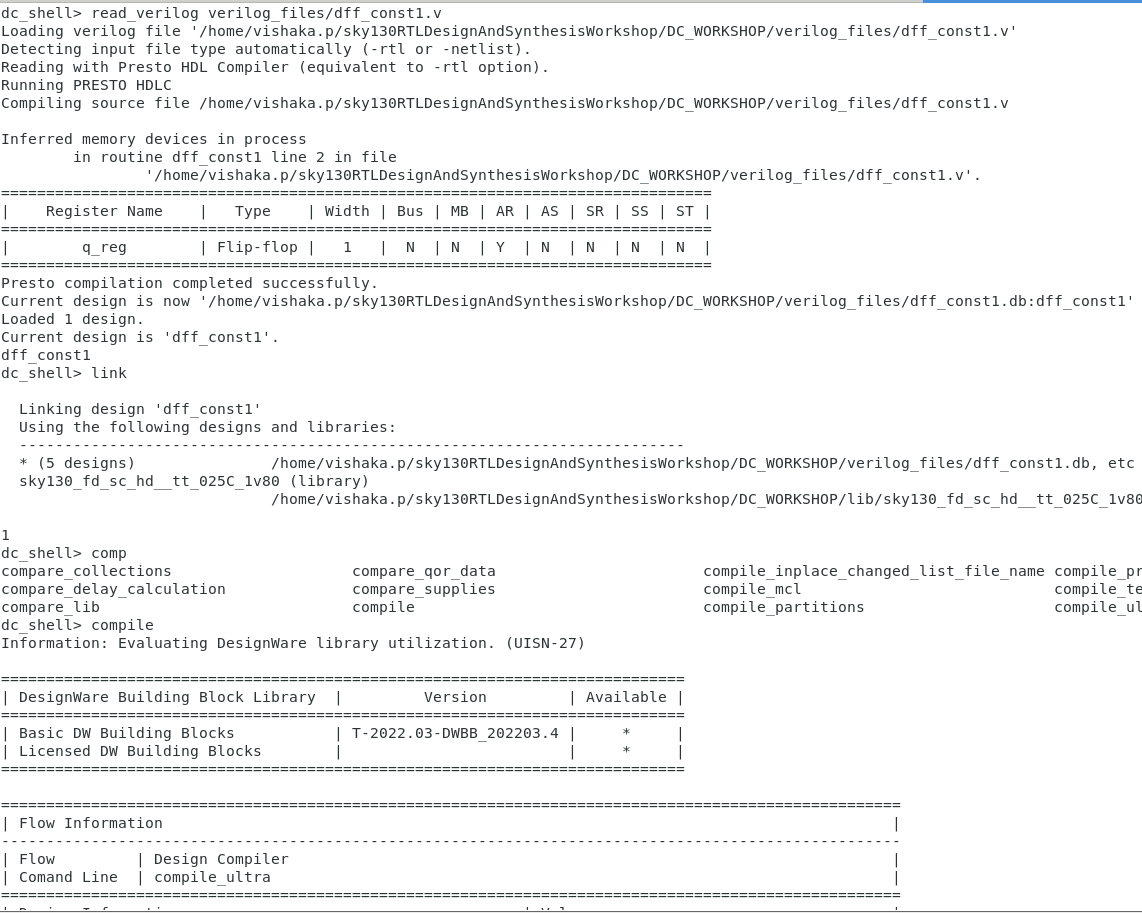 dc_shell> read_verilog verilog_files/dff_const1.v
Loading verilog file '/home/vishaka.p/sky130RTLDesignAndSynthesisWorkshop/DC_WORKSHOP/verilog_files/dff_const1.v'
Detecting input file type automatically (-rtl or -netlist).
Reading with Presto HDL Compiler (equivalent to -rtl option).
Running PRESTO HDLC
Compiling source file /home/vishaka.p/sky130RTLDesignAndSynthesisWorkshop/DC_WORKSHOP/verilog_files/dff_const1.v
Inferred memory devices in process
        in routine dff_const1 line 2 in file
                '/home/vishaka.p/sky130RTLDesignAndSynthesisWorkshop/DC_WORKSHOP/verilog_files/dff_const1.v'.
===============================================================================
|    Register Name    |   Type    | Width | Bus | MB | AR | AS | SR | SS | ST |
===============================================================================
|        q_reg        | Flip-flop |   1   |  N  | N  | Y  | N  | N  | N  | N  |
===============================================================================
Presto compilation completed successfully.
Current design is now '/home/vishaka.p/sky130RTLDesignAndSynthesisWorkshop/DC_WORKSHOP/verilog_files/dff_const1.db:dff_const1'
Loaded 1 design.
Current design is 'dff_const1'.
dff_const1
dc_shell> link
  Linking design 'dff_const1'
  Using the following designs and libraries:
  --------------------------------------------------------------------------
  * (5 designs)               /home/vishaka.p/sky130RTLDesignAndSynthesisWorkshop/DC_WORKSHOP/verilog_files/dff_const1.db, etc
  sky130_fd_sc_hd__tt_025C_1v80 (library)
                              /home/vishaka.p/sky130RTLDesignAndSynthesisWorkshop/DC_WORKSHOP/lib/sky130_fd_sc_hd__tt_025C_1v80
1
dc_shell> comp
compare_collections                    compare_qor_data                       compile_inplace_changed_list_file_name compile_pr
compare_delay_calculation              compare_supplies                       compile_mcl                            compile_te
compare_lib                            compile                                compile_partitions                     compile_ul
dc_shell> compile
Information: Evaluating DesignWare library utilization. (UISN-27)
============================================================================
| DesignWare Building Block Library  |         Version         | Available |
============================================================================
| Basic DW Building Blocks           | T-2022.03-DWBB_202203.4 |     *     |
| Licensed DW Building Blocks        |                         |     *     |
============================================================================
====================================================================================================
| Flow Information                                                                                 |
----------------------------------------------------------------------------------------------------
| Flow         | Design Compiler                                                                   |
| Comand Line  | compile_ultra                                                                     |
====================================================================================================